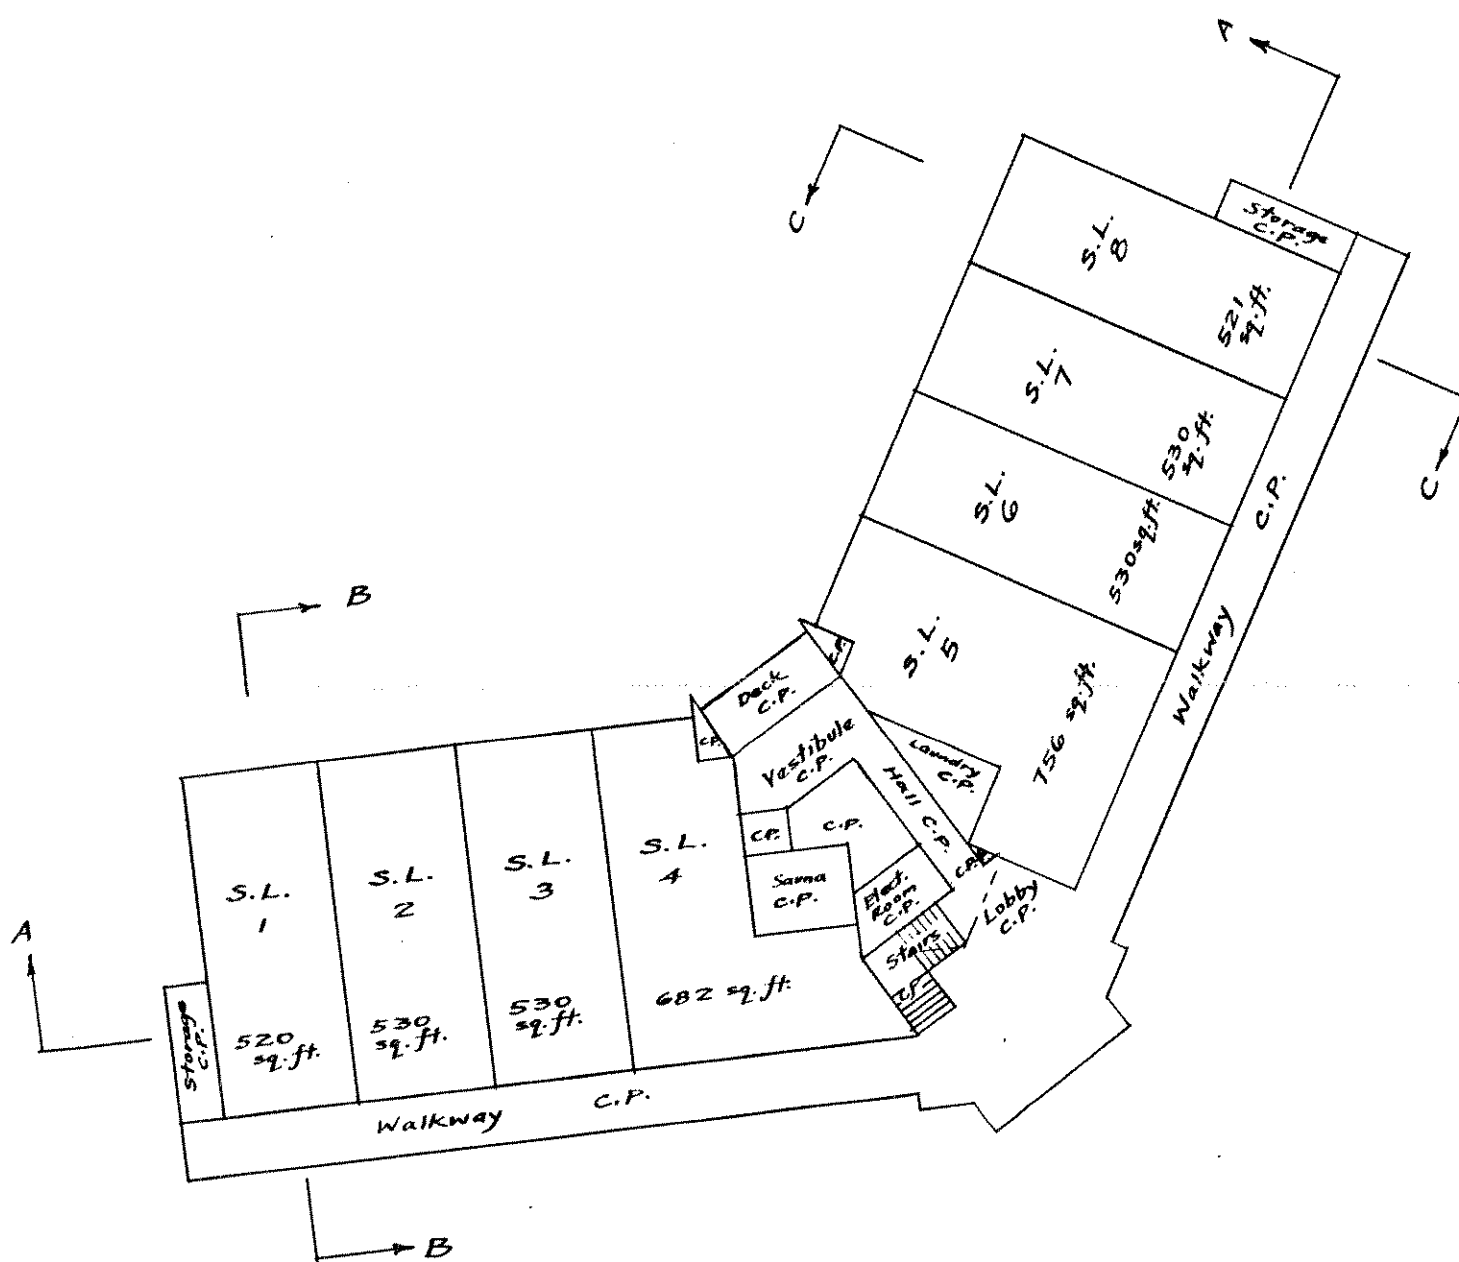 A
C
Storage
C.P.
S.L.
8
521
sq.ft.
S.L.
7
530
sq.ft.
C.P.
C
S.L.
6
530 sq.ft.
B
Walkway
S.L.
5
756 sq.ft.
C.P.
Deck
C.P.
C.P.
Vestibule
C.P.
Laundry
C.P.
Hall C.P.
C.P.
C.P.
C.P.
Sauna
C.P.
Elect.
Room
C.P.
Lobby
C.P.
Stairs
C.P.
S.L.
1
S.L.
2
S.L.
3
S.L.
4
A
Storage
C.P.
520
sq.ft.
530
sq.ft.
530
sq.ft.
682 sq.ft.
Walkway C.P.
B